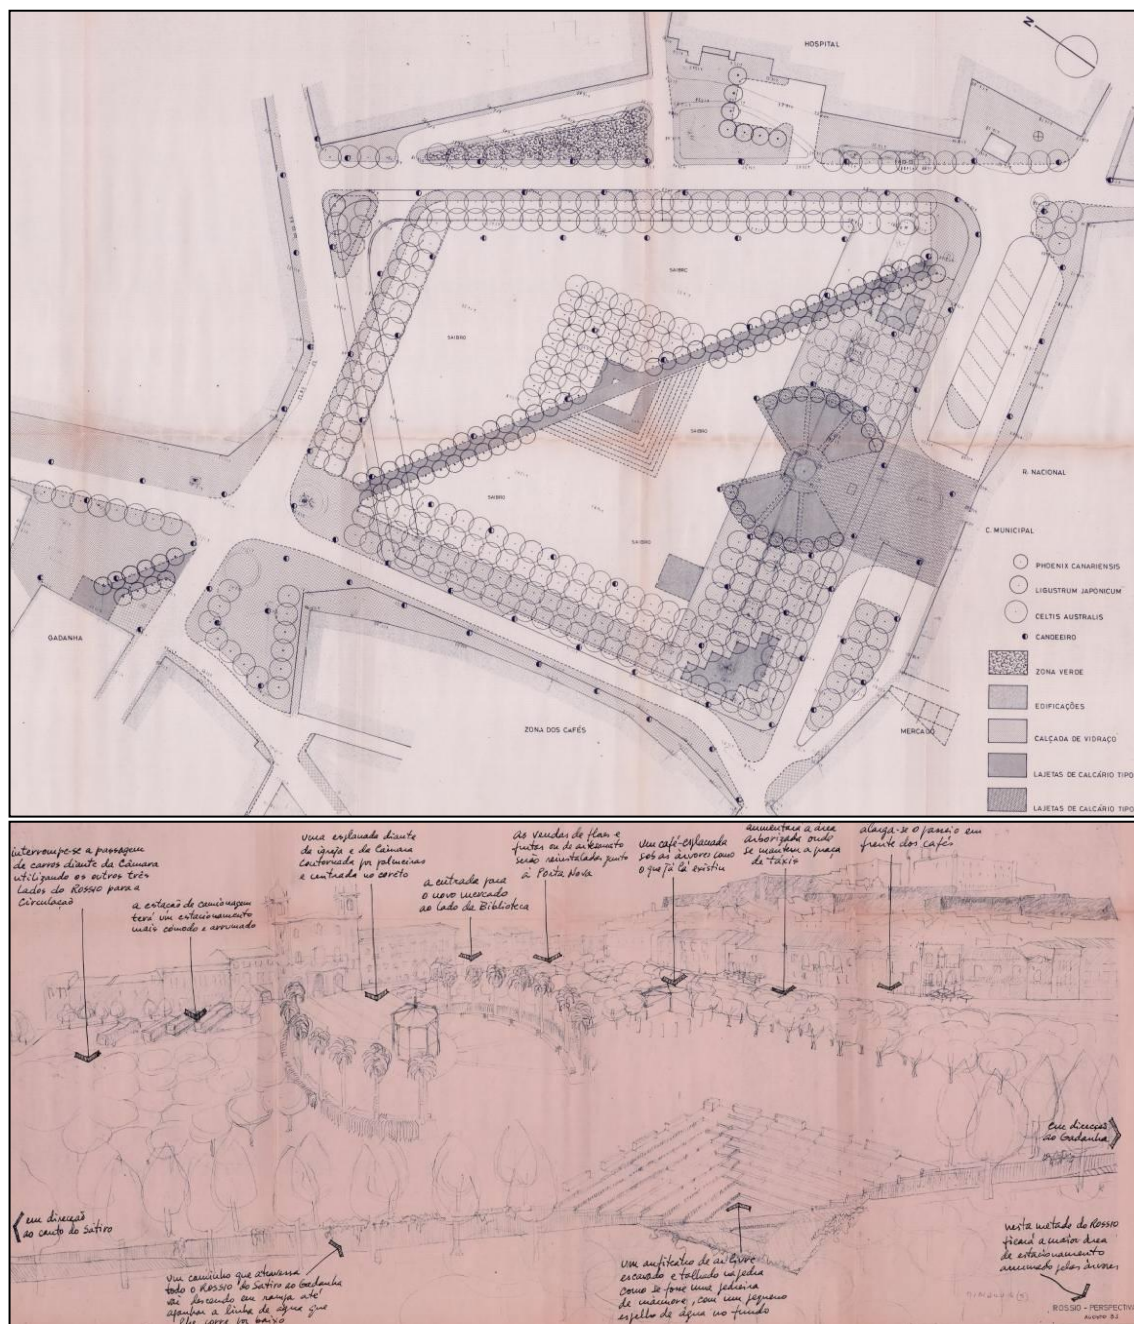 N
HOSPITAL
SAIBRO
SAIBRO
SAIBRO
SAIBRO
SAIBRO
R. NACIONAL
C. MUNICIPAL
PHOENIX CANARIENSIS
LIGUSTRUM JAPONICUM
CELTIS AUSTRALIS
CANDEEIRO
ZONA VERDE
EDIFICAÇÕES
CALÇADA DE VIDRAÇO
LAJETAS DE CALCÁRIO TIPO
LAJETAS DE CALCÁRIO TIPO
GADANHA
ZONA DOS CAFÉS
MERCADO
interrompe-se a passagem
de carros diante da Câmara
utilizando os outros três
lados do Rossio para a
Circulação
a estação de camionagem
terá um estacionamento
mais cómodo e arrumado
uma esplanada diante
da igreja e da Câmara
contornada por palmeiras
e centrada no coreto
a entrada para
o novo mercado
ao lado da Biblioteca
as vendas de flores e
frutas ou de artesanato
serão reinstaladas junto
à Porta Nova
um café-esplanada
sob as árvores como
o que já lá existiu
aumentará a área
arborizada onde
se mantem a praça
de táxis
alarga-se o passeio em
frente dos cafés
em direcção
ao Gadanha
em direcção
ao canto do Sátiro
um caminho que atravessa
todo o Rossio do Sátiro ao Gadanha
vai descendo em rampa até
apanhar a linha de água que
lhe corre por baixo
um anfiteatro de ar livre
escavado e talhado na pedra
como se fosse uma pedreira
de mármore, com um pequeno
espelho de água no fundo
nesta metade do Rossio
ficará a maior área
de estacionamento
arrumado pelas árvores
ROSSIO - PERSPECTIVA
AGOSTO 82